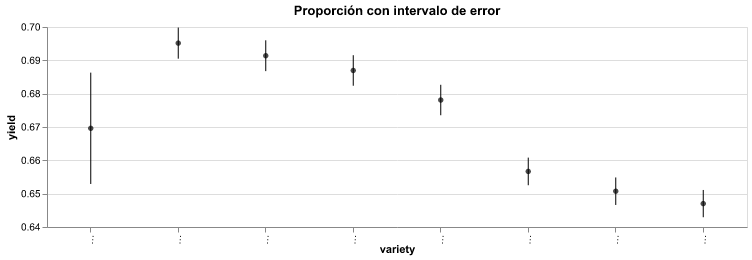 Proporción con intervalo de error
0.70
0.69
0.68
0.67
0.66
0.65
0.64
yield
… … … … … … … …
variety